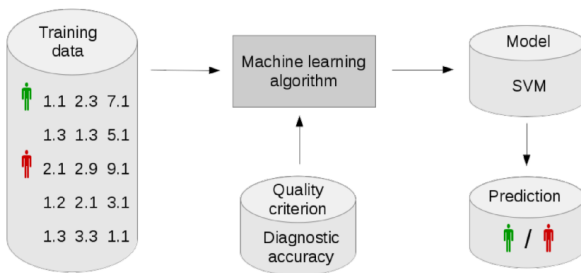 Training
data
1.1 2.3 7.1
1.3 1.3 5.1
2.1 2.9 9.1
1.2 2.1 3.1
1.3 3.3 1.1
Machine learning
algorithm
Quality
criterion
Diagnostic
accuracy
Model
SVM
Prediction
/